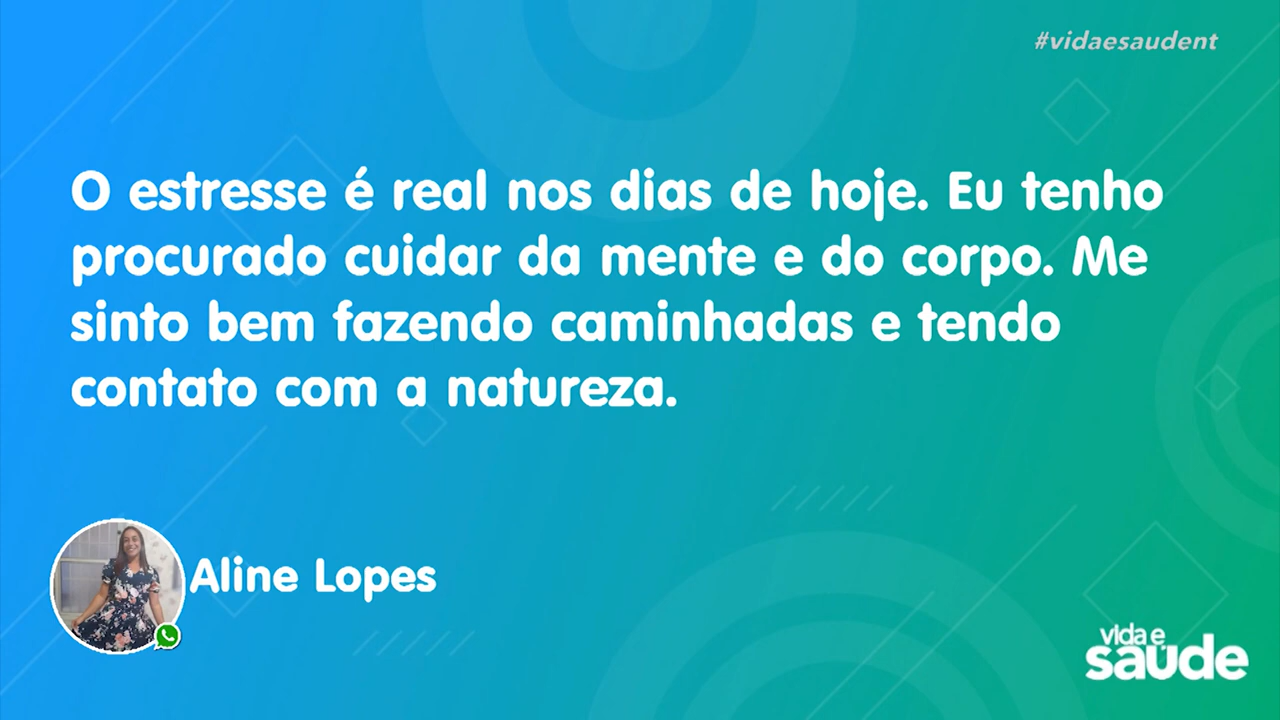 #vidaesaudent
O estresse é real nos dias de hoje. Eu tenho
procurado cuidar da mente e do corpo. Me
sinto bem fazendo caminhadas e tendo
contato com a natureza.
Aline Lopes
vida e
saúde